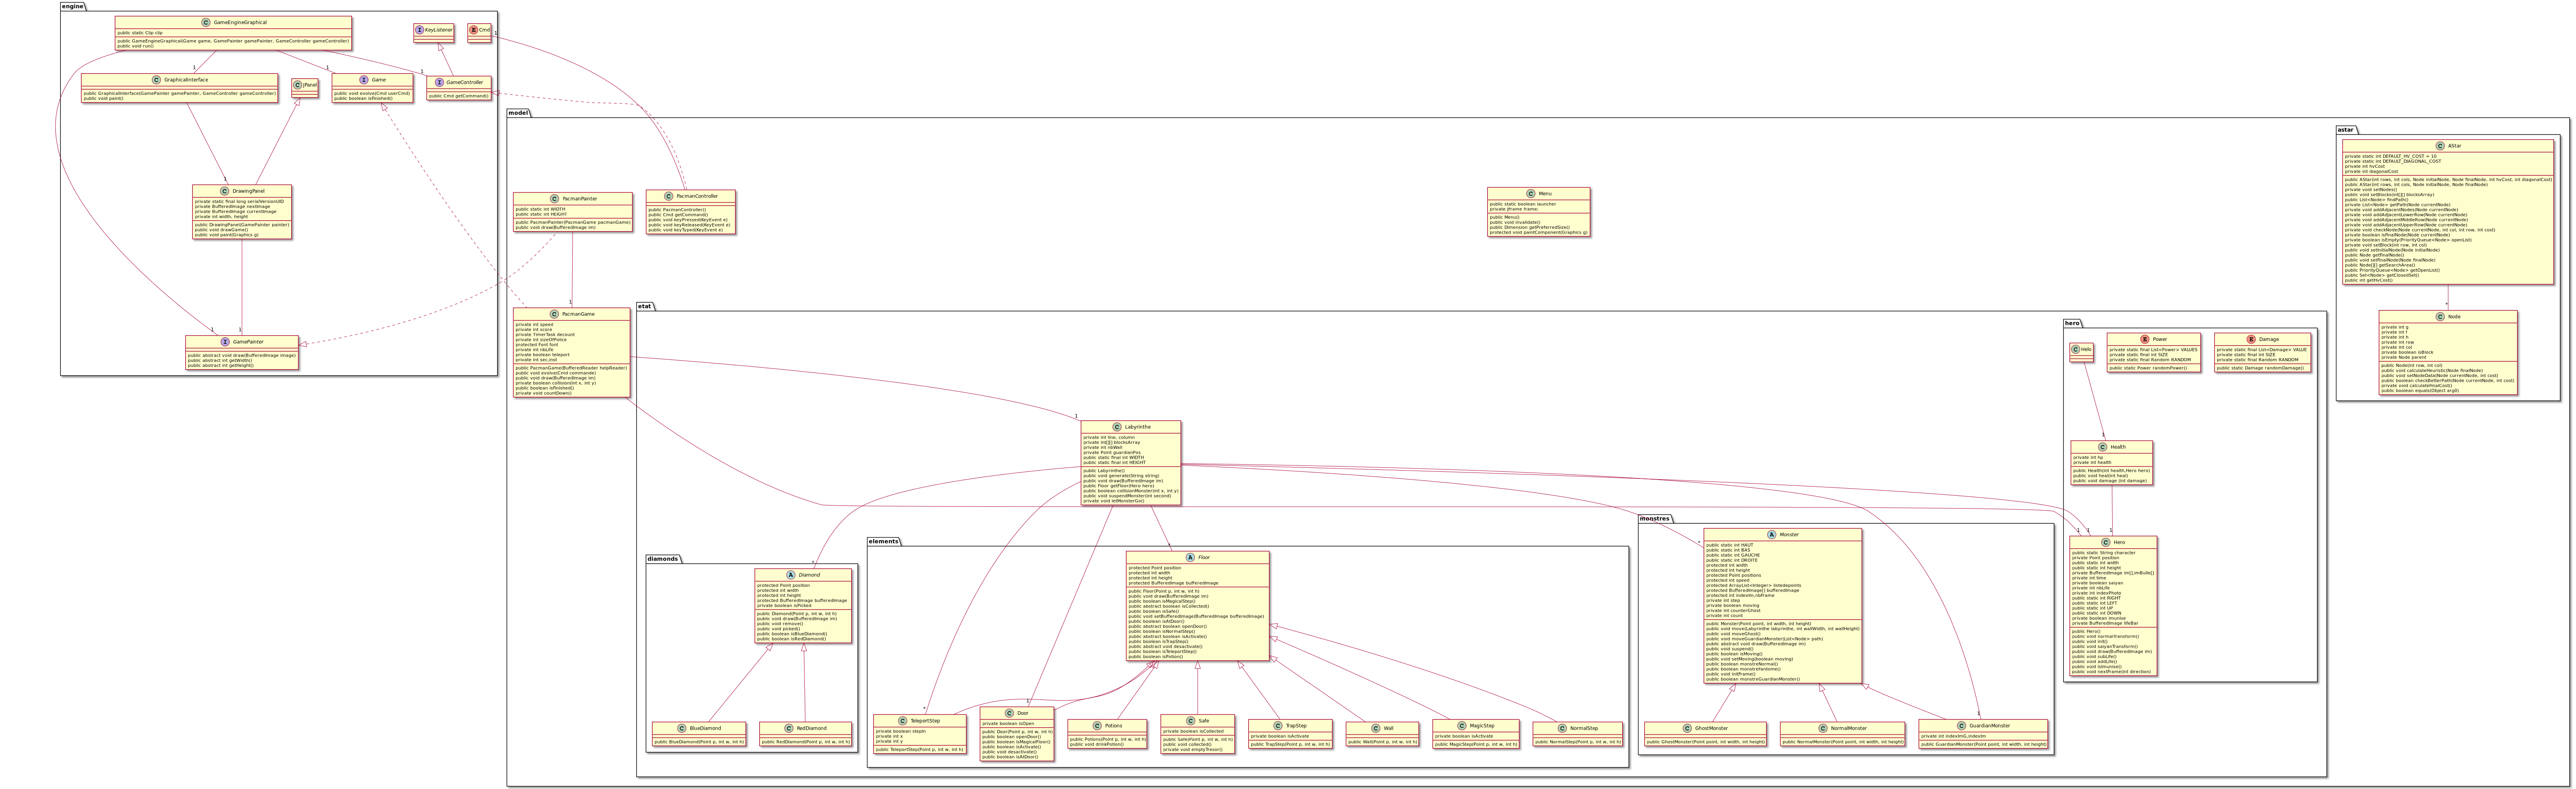 engine
GameEngineGraphical
public static Clip clip
public GameEngineGraphical(Game game, GamePainter gamePainter, GameController gameController)
public void run()
KeyListener
Cmd
1
1
1
1
GraphicalInterface
public GraphicalInterface(GamePainter gamePainter, GameController gameController)
public void paint()
JPanel
Game
public void evolve(Cmd userCmd)
public boolean isFinished()
GameController
public Cmd getCommand()
1
DrawingPanel
private static final long serialVersionUID
private BufferedImage nextImage
private BufferedImage currentImage
private int width, height
public DrawingPanel(GamePainter painter)
public void drawGame()
public void paint(Graphics g)
1
1
GamePainter
public abstract void draw(BufferedImage image)
public abstract int getWidth()
public abstract int getHeight()
model
PacmanPainter
public static int WIDTH
public static int HEIGHT
public PacmanPainter(PacmanGame pacmanGame)
public void draw(BufferedImage im)
PacmanController
public PacmanController()
public Cmd getCommand()
public void keyPressed(KeyEvent e)
public void keyReleased(KeyEvent e)
public void keyTyped(KeyEvent e)
Menu
public static boolean launcher
private JFrame frame;
public Menu()
public void invalidate()
public Dimension getPreferredSize()
protected void paintComponent(Graphics g)
astar
AStar
private static int DEFAULT_HV_COST = 10
private static int DEFAULT_DIAGONAL_COST
private int hvCost
private int diagonalCost
public AStar(int rows, int cols, Node initialNode, Node finalNode, int hvCost, int diagonalCost)
public AStar(int rows, int cols, Node initialNode, Node finalNode)
private void setNodes()
public void setBlocks(int[][] blocksArray)
public List<Node> findPath()
private List<Node> getPath(Node currentNode)
private void addAdjacentNodes(Node currentNode)
private void addAdjacentLowerRow(Node currentNode)
private void addAdjacentMiddleRow(Node currentNode)
private void addAdjacentUpperRow(Node currentNode)
private void checkNode(Node currentNode, int col, int row, int cost)
private boolean isFinalNode(Node currentNode)
private boolean isEmpty(PriorityQueue<Node> openList)
private void setBlock(int row, int col)
public void setInitialNode(Node initialNode)
public Node getFinalNode()
public void setFinalNode(Node finalNode)
public Node[][] getSearchArea()
public PriorityQueue<Node> getOpenList()
public Set<Node> getClosedSet()
public int getHvCost()
*
Node
private int g
private int f
private int h
private int row
private int col
private boolean isBlock
private Node parent
public Node(int row, int col)
public void calculateHeuristic(Node finalNode)
public void setNodeData(Node currentNode, int cost)
public boolean checkBetterPath(Node currentNode, int cost)
private void calculateFinalCost()
public boolean equals(Object arg0)
1
PacmanGame
private int speed
private int score
private TimerTask decount
private int sizeOfPolice
protected Font font
private int nbLife
private boolean teleport
private int sec,inst
public PacmanGame(BufferedReader helpReader)
public void evolve(Cmd commande)
public void draw(BufferedImage im)
private boolean collision(int x, int y)
public boolean isFinished()
private void countDown()
etat
1
Labyrinthe
private int line, column
private int[][] blocksArray
private int nbWall
private Point guardianPos
public static final int WIDTH
public static final int HEIGHT
public Labyrinthe()
public void generate(String string)
public void draw(BufferedImage im)
public Floor getFloor(Hero hero)
public boolean collisionMonster(int x, int y)
public void suspendMonster(int second)
private void letMonsterGo()
hero
Helo
Power
private static final List<Power> VALUES
private static final int SIZE
private static final Random RANDOM
public static Power randomPower()
Damage
private static final List<Damage> VALUE
private static final int SIZE
private static final Random RANDOM
public static Damage randomDamage()
1
Health
private int hp
private int health
public Health(int health,Hero hero)
public void heal(int heal)
public void damage (int damage)
1
1
1
Hero
public static String character
private Point position
public static int width
public static int height
private BufferedImage im[],imBulle[]
private int time
private boolean saiyan
private int nbLife
private int indexPhoto
public static int RIGHT
public static int LEFT
public static int UP
public static int DOWN
private boolean imunise
private BufferedImage lifeBar
public Hero()
public void normalTransform()
public void init()
public void saiyanTransform()
public void draw(BufferedImage im)
public void subLife()
public void addLife()
public void isImunise()
public void nextFrame(int direction)
diamonds
*
Diamond
protected Point position
protected int width
protected int height
protected BufferedImage bufferedImage
private boolean isPicked
public Diamond(Point p, int w, int h)
public void draw(BufferedImage im)
public void remove()
public void picked()
public boolean isBlueDiamond()
public boolean isRedDiamond()
BlueDiamond
public BlueDiamond(Point p, int w, int h)
RedDiamond
public RedDiamond(Point p, int w, int h)
elements
*
Floor
protected Point position
protected int width
protected int height
protected BufferedImage bufferedImage
public Floor(Point p, int w, int h)
public void draw(BufferedImage im)
public boolean isMagicalStep()
public abstract boolean isCollected()
public boolean isSafe()
public void setBufferedImage(BufferedImage bufferedImage)
public boolean isAtDoor()
public abstract boolean openDoor()
public boolean isNormalStep()
public abstract boolean isActivate()
public boolean isTrapStep()
public abstract void desactivate()
public boolean isTeleportStep()
public boolean isPotion()
*
TeleportStep
private boolean stepIn
private int x
private int y
public TeleportStep(Point p, int w, int h)
1
Door
private boolean isOpen
public Door(Point p, int w, int h)
public boolean openDoor()
public boolean isMagicalFloor()
public boolean isActivate()
public void desactivate()
public boolean isAtDoor()
Potions
public Potions(Point p, int w, int h)
public void drinkPotion()
Safe
private boolean isCollected
public Safe(Point p, int w, int h)
public void collected()
private void emptyTresor()
TrapStep
private boolean isActivate
public TrapStep(Point p, int w, int h)
Wall
public Wall(Point p, int w, int h)
MagicStep
private boolean isActivate
public MagicStep(Point p, int w, int h)
NormalStep
public NormalStep(Point p, int w, int h)
monstres
*
Monster
public static int HAUT
public static int BAS
public static int GAUCHE
public static int DROITE
protected int width
protected int height
protected Point positions
protected int speed
protected ArrayList<Integer> listedepoints
protected BufferedImage[] bufferedImage
protected int indexIm,nbframe
private int step
private boolean moving
private int counterGhost
private int count
public Monster(Point point, int width, int height)
public void move(Labyrinthe labyrinthe, int wallWidth, int wallHeight)
public void moveGhost()
public void moveGuardianMonster(List<Node> path)
public abstract void draw(BufferedImage im)
public void suspend()
public boolean isMoving()
public void setMoving(boolean moving)
public boolean monstreNormal()
public boolean monstreFantome()
public void initFrame()
public boolean monstreGuardianMonster()
GhostMonster
public GhostMonster(Point point, int width, int height)
NormalMonster
public NormalMonster(Point point, int width, int height)
1
GuardianMonster
private int indexImG,indexIm
public GuardianMonster(Point point, int width, int height)